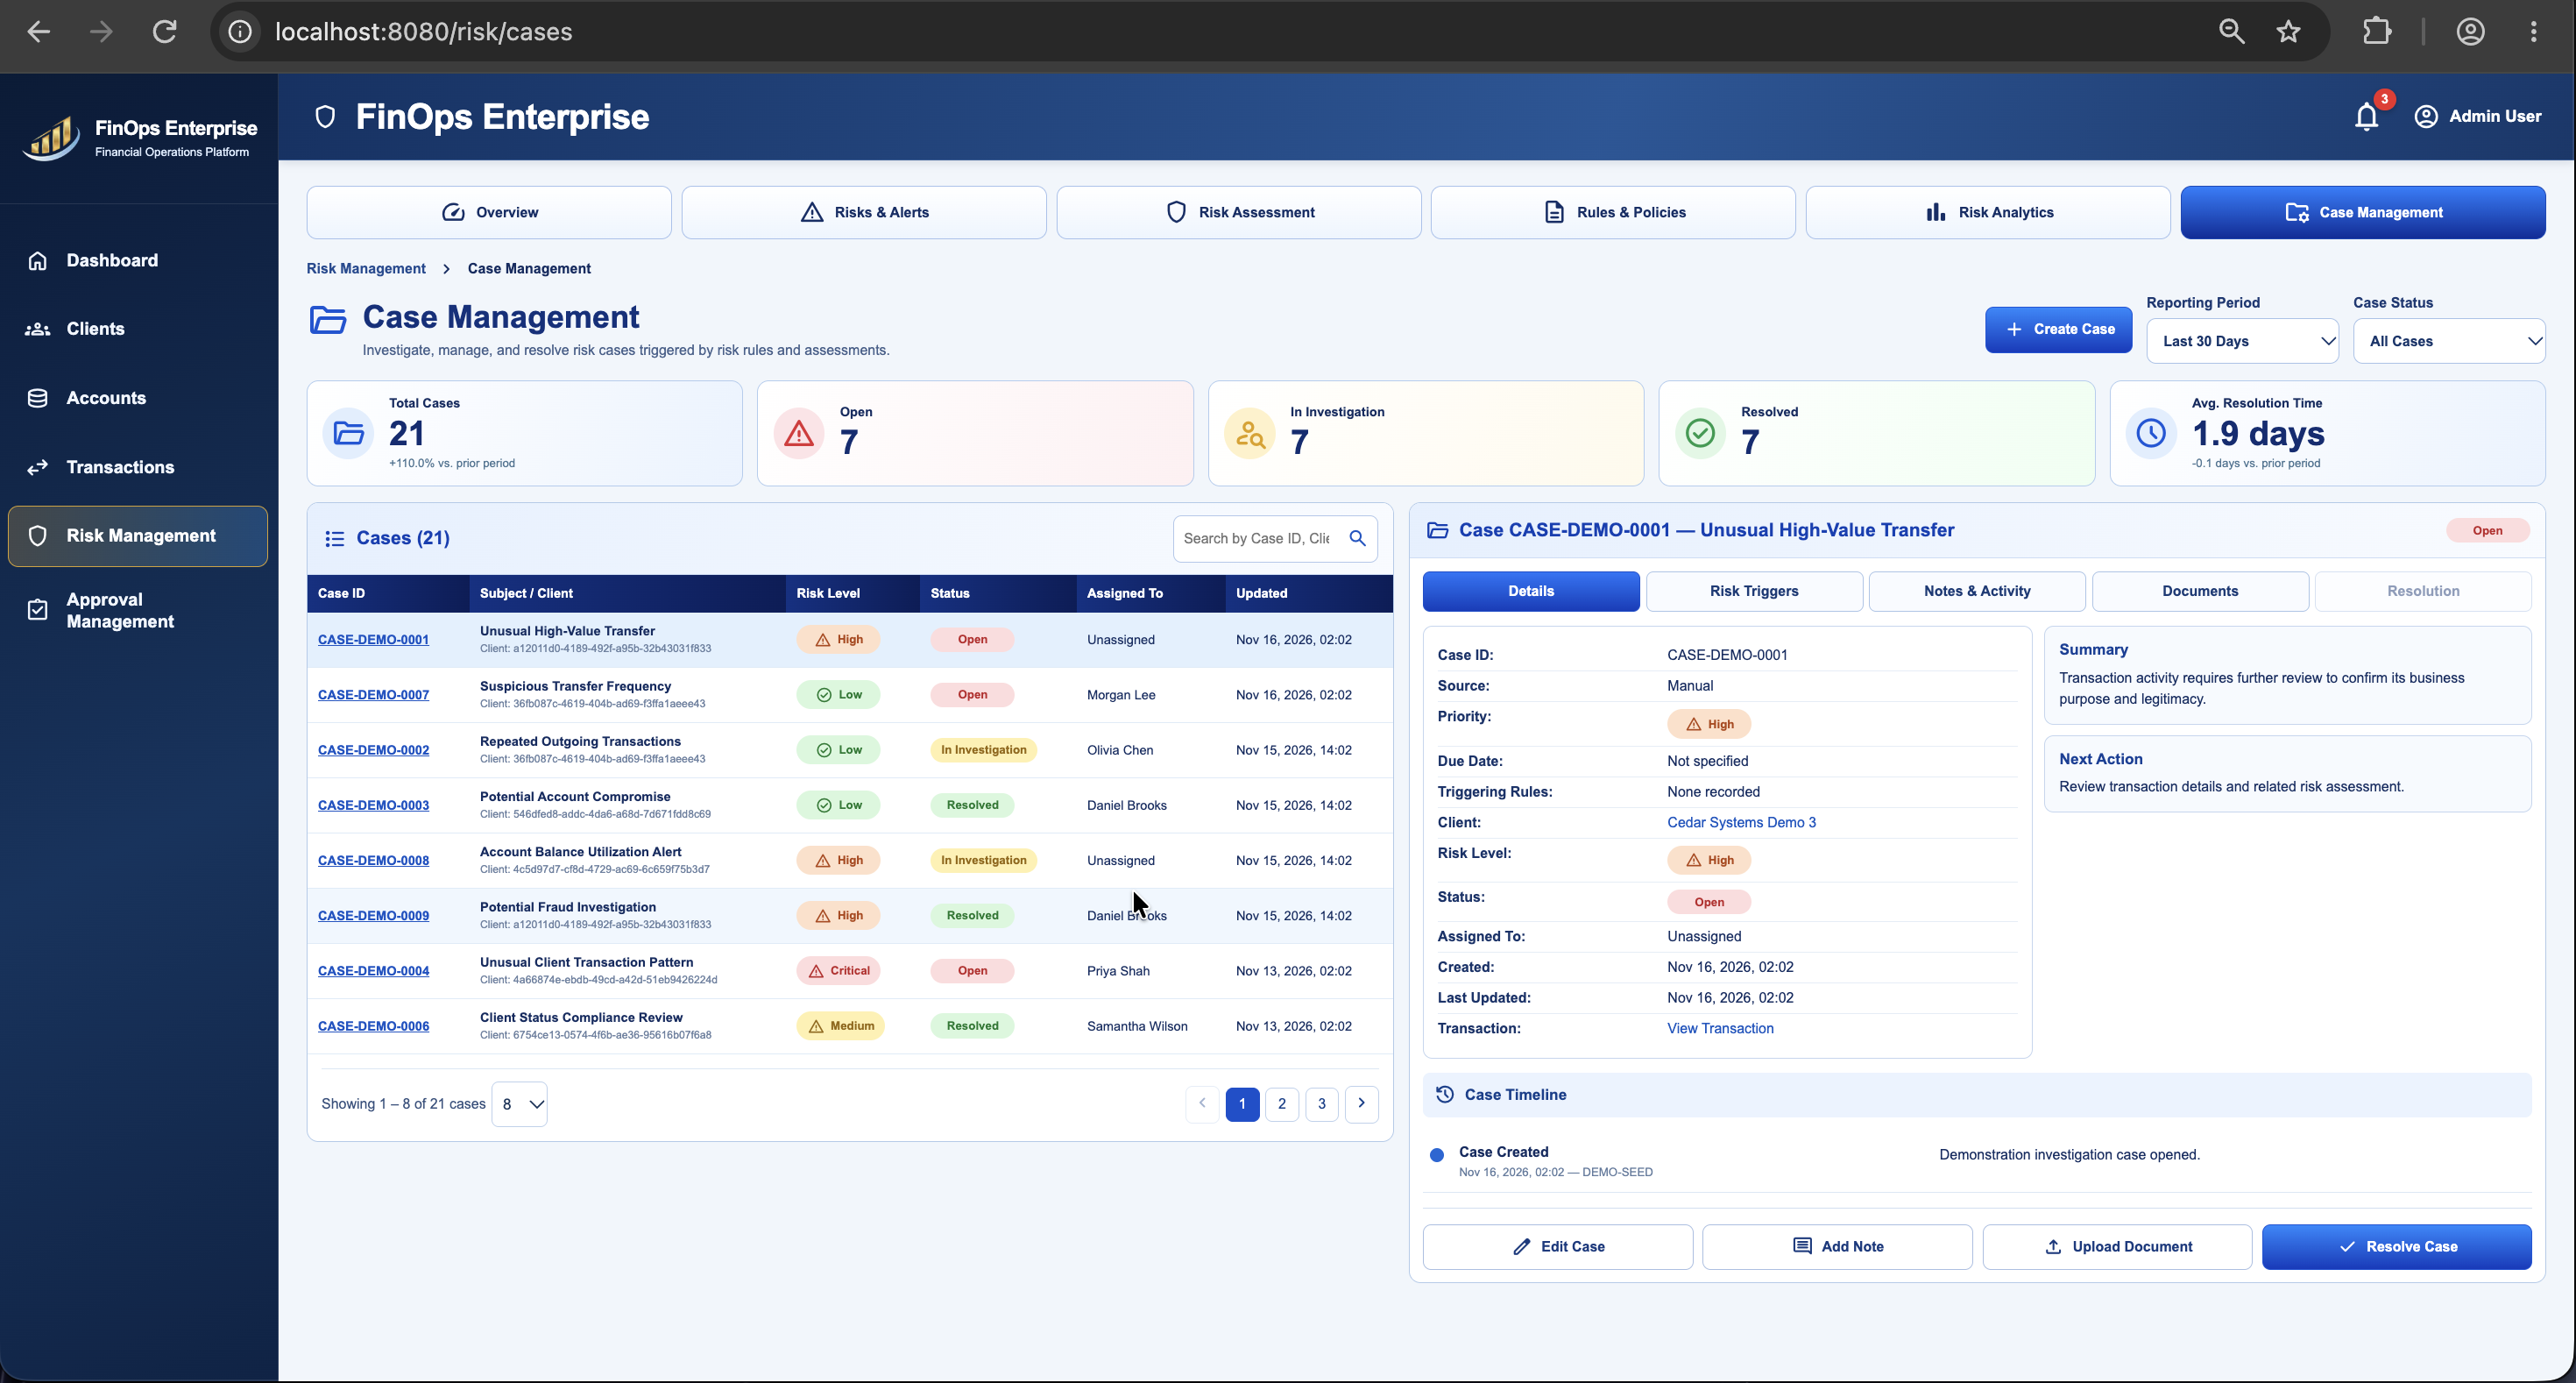 localhost:8080/risk/cases
FinOps Enterprise
Financial Operations Platform
FinOps Enterprise
3
Admin User
Dashboard
Clients
Accounts
Transactions
Risk Management
Approval
Management
Overview
Risks & Alerts
Risk Assessment
Rules & Policies
Risk Analytics
Case Management
Risk Management > Case Management
Case Management
Investigate, manage, and resolve risk cases triggered by risk rules and assessments.
+ Create Case
Reporting Period
Last 30 Days
Case Status
All Cases
Total Cases
21
+110.0% vs. prior period
Open
7
In Investigation
7
Resolved
7
Avg. Resolution Time
1.9 days
-0.1 days vs. prior period
Cases (21)
Search by Case ID, Clie
Case ID Subject / Client Risk Level Status Assigned To Updated
CASE-DEMO-0001 Unusual High-Value Transfer High Open Unassigned Nov 16, 2026, 02:02
Client: a12011d0-4189-492f-a95b-32b43031f833
CASE-DEMO-0007 Suspicious Transfer Frequency Low Open Morgan Lee Nov 16, 2026, 02:02
Client: 36fb087c-4619-404b-ad69-f3ffa1aeee43
CASE-DEMO-0002 Repeated Outgoing Transactions Low In Investigation Olivia Chen Nov 15, 2026, 14:02
Client: 36fb087c-4619-404b-ad69-f3ffa1aeee43
CASE-DEMO-0003 Potential Account Compromise Low Resolved Daniel Brooks Nov 15, 2026, 14:02
Client: 546dfed8-addc-4da6-a68d-7d671fdd8c69
CASE-DEMO-0008 Account Balance Utilization Alert High In Investigation Unassigned Nov 15, 2026, 14:02
Client: 4c5d97d7-cf8d-4729-ac69-6c659f75b3d7
CASE-DEMO-0009 Potential Fraud Investigation High Resolved Daniel Brooks Nov 15, 2026, 14:02
Client: a12011d0-4189-492f-a95b-32b43031f833
CASE-DEMO-0004 Unusual Client Transaction Pattern Critical Open Priya Shah Nov 13, 2026, 02:02
Client: 4a66874e-ebdb-49cd-a42d-51eb9426224d
CASE-DEMO-0006 Client Status Compliance Review Medium Resolved Samantha Wilson Nov 13, 2026, 02:02
Client: 6754ce13-0574-4f6b-ae36-95616b07f6a8
Showing 1 – 8 of 21 cases 8
1 2 3
Case CASE-DEMO-0001 — Unusual High-Value Transfer
Open
Details
Risk Triggers
Notes & Activity
Documents
Resolution
Case ID: CASE-DEMO-0001
Source: Manual
Priority: High
Due Date: Not specified
Triggering Rules: None recorded
Client: Cedar Systems Demo 3
Risk Level: High
Status: Open
Assigned To: Unassigned
Created: Nov 16, 2026, 02:02
Last Updated: Nov 16, 2026, 02:02
Transaction: View Transaction
Summary
Transaction activity requires further review to confirm its business
purpose and legitimacy.
Next Action
Review transaction details and related risk assessment.
Case Timeline
Case Created
Nov 16, 2026, 02:02 — DEMO-SEED
Demonstration investigation case opened.
Edit Case
Add Note
Upload Document
Resolve Case